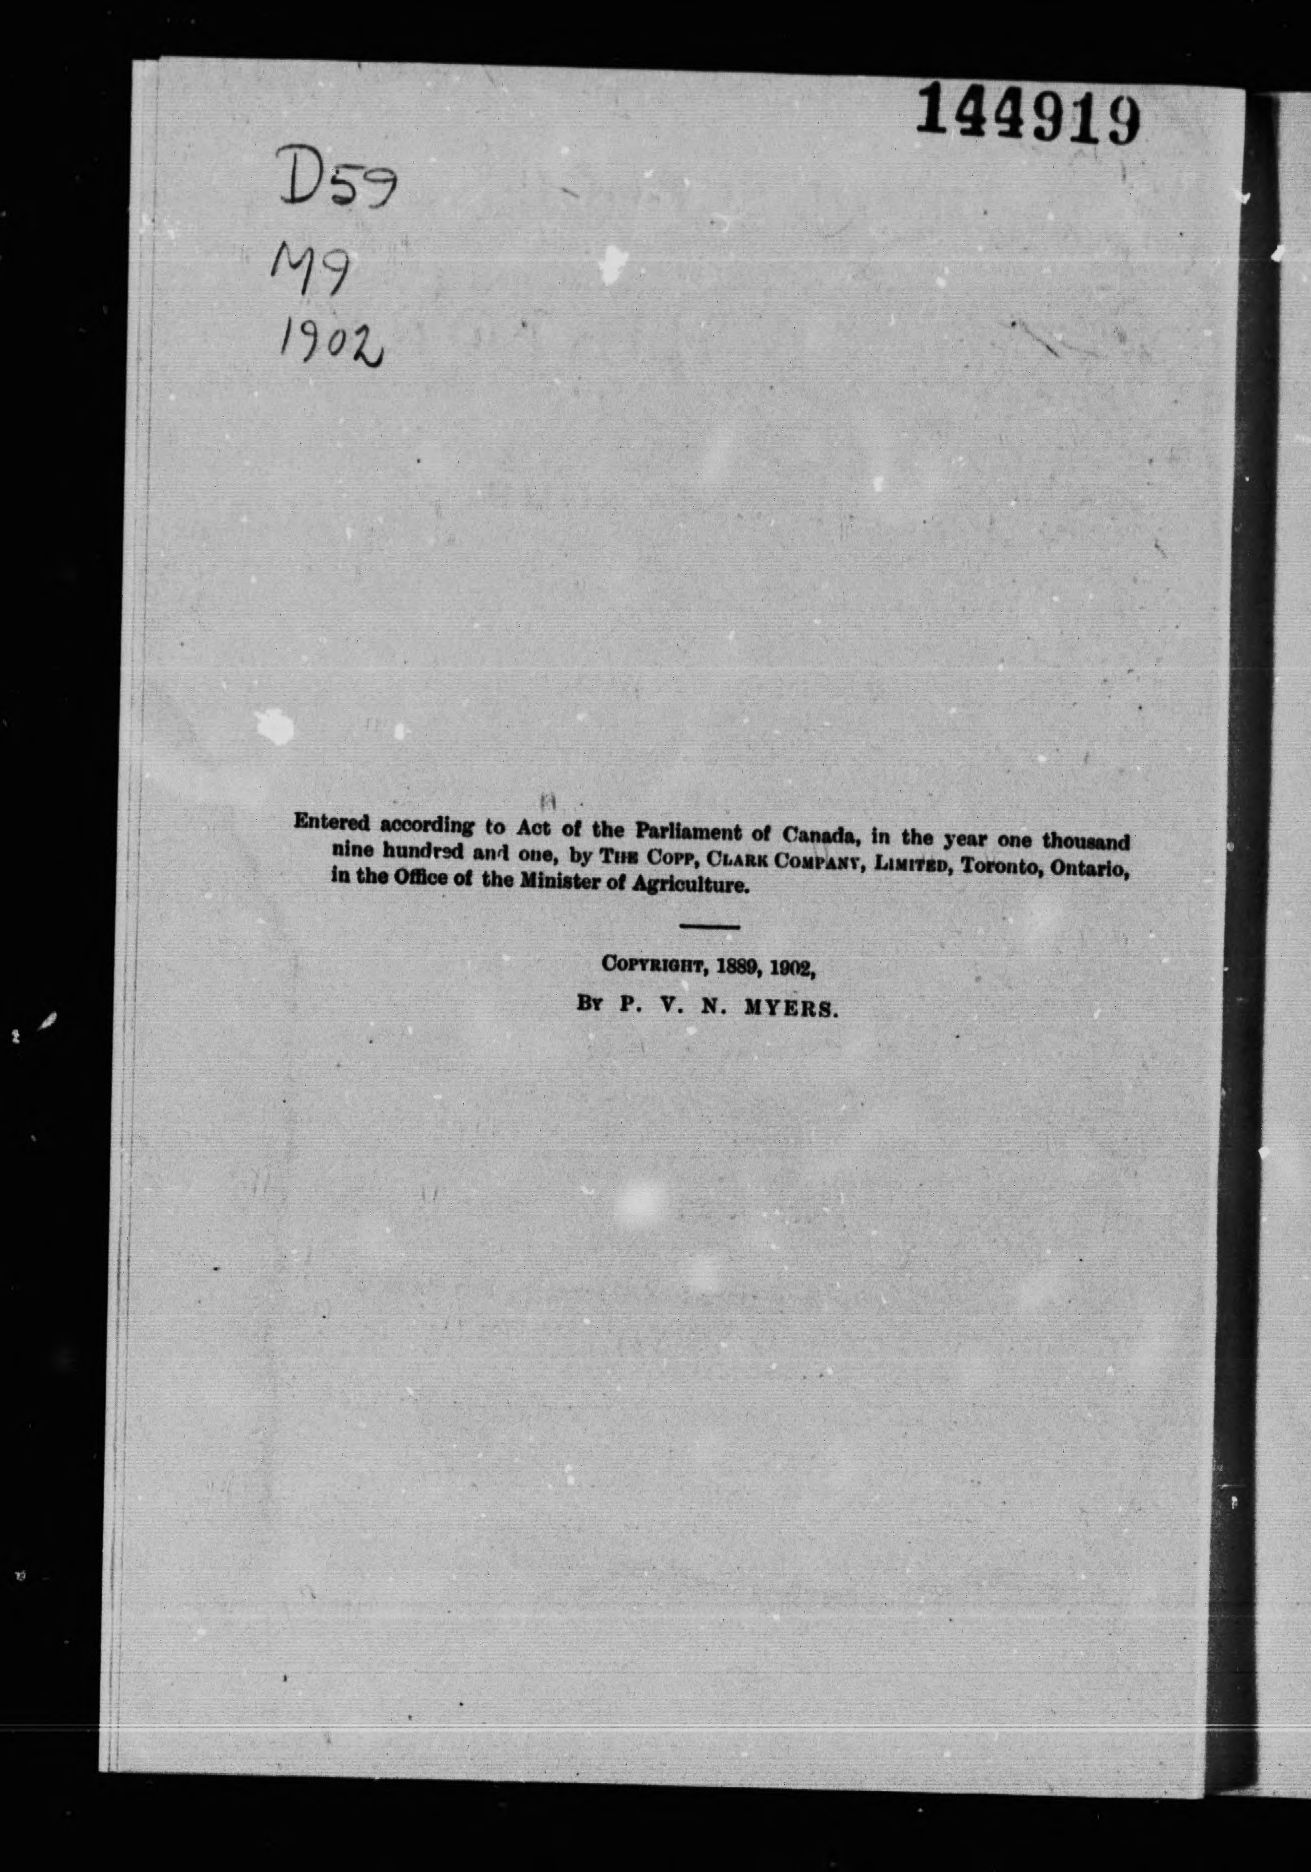 144919
D59
M9
1902
Entered according to Act of the Parliament of Canada, in the year one thousand
nine hundred and one, by THE COPP, CLARK COMPANY, LIMITED, Toronto, Ontario,
in the Office of the Minister of Agriculture.
COPYRIGHT, 1889, 1902,
BY P. V. N. MYERS.